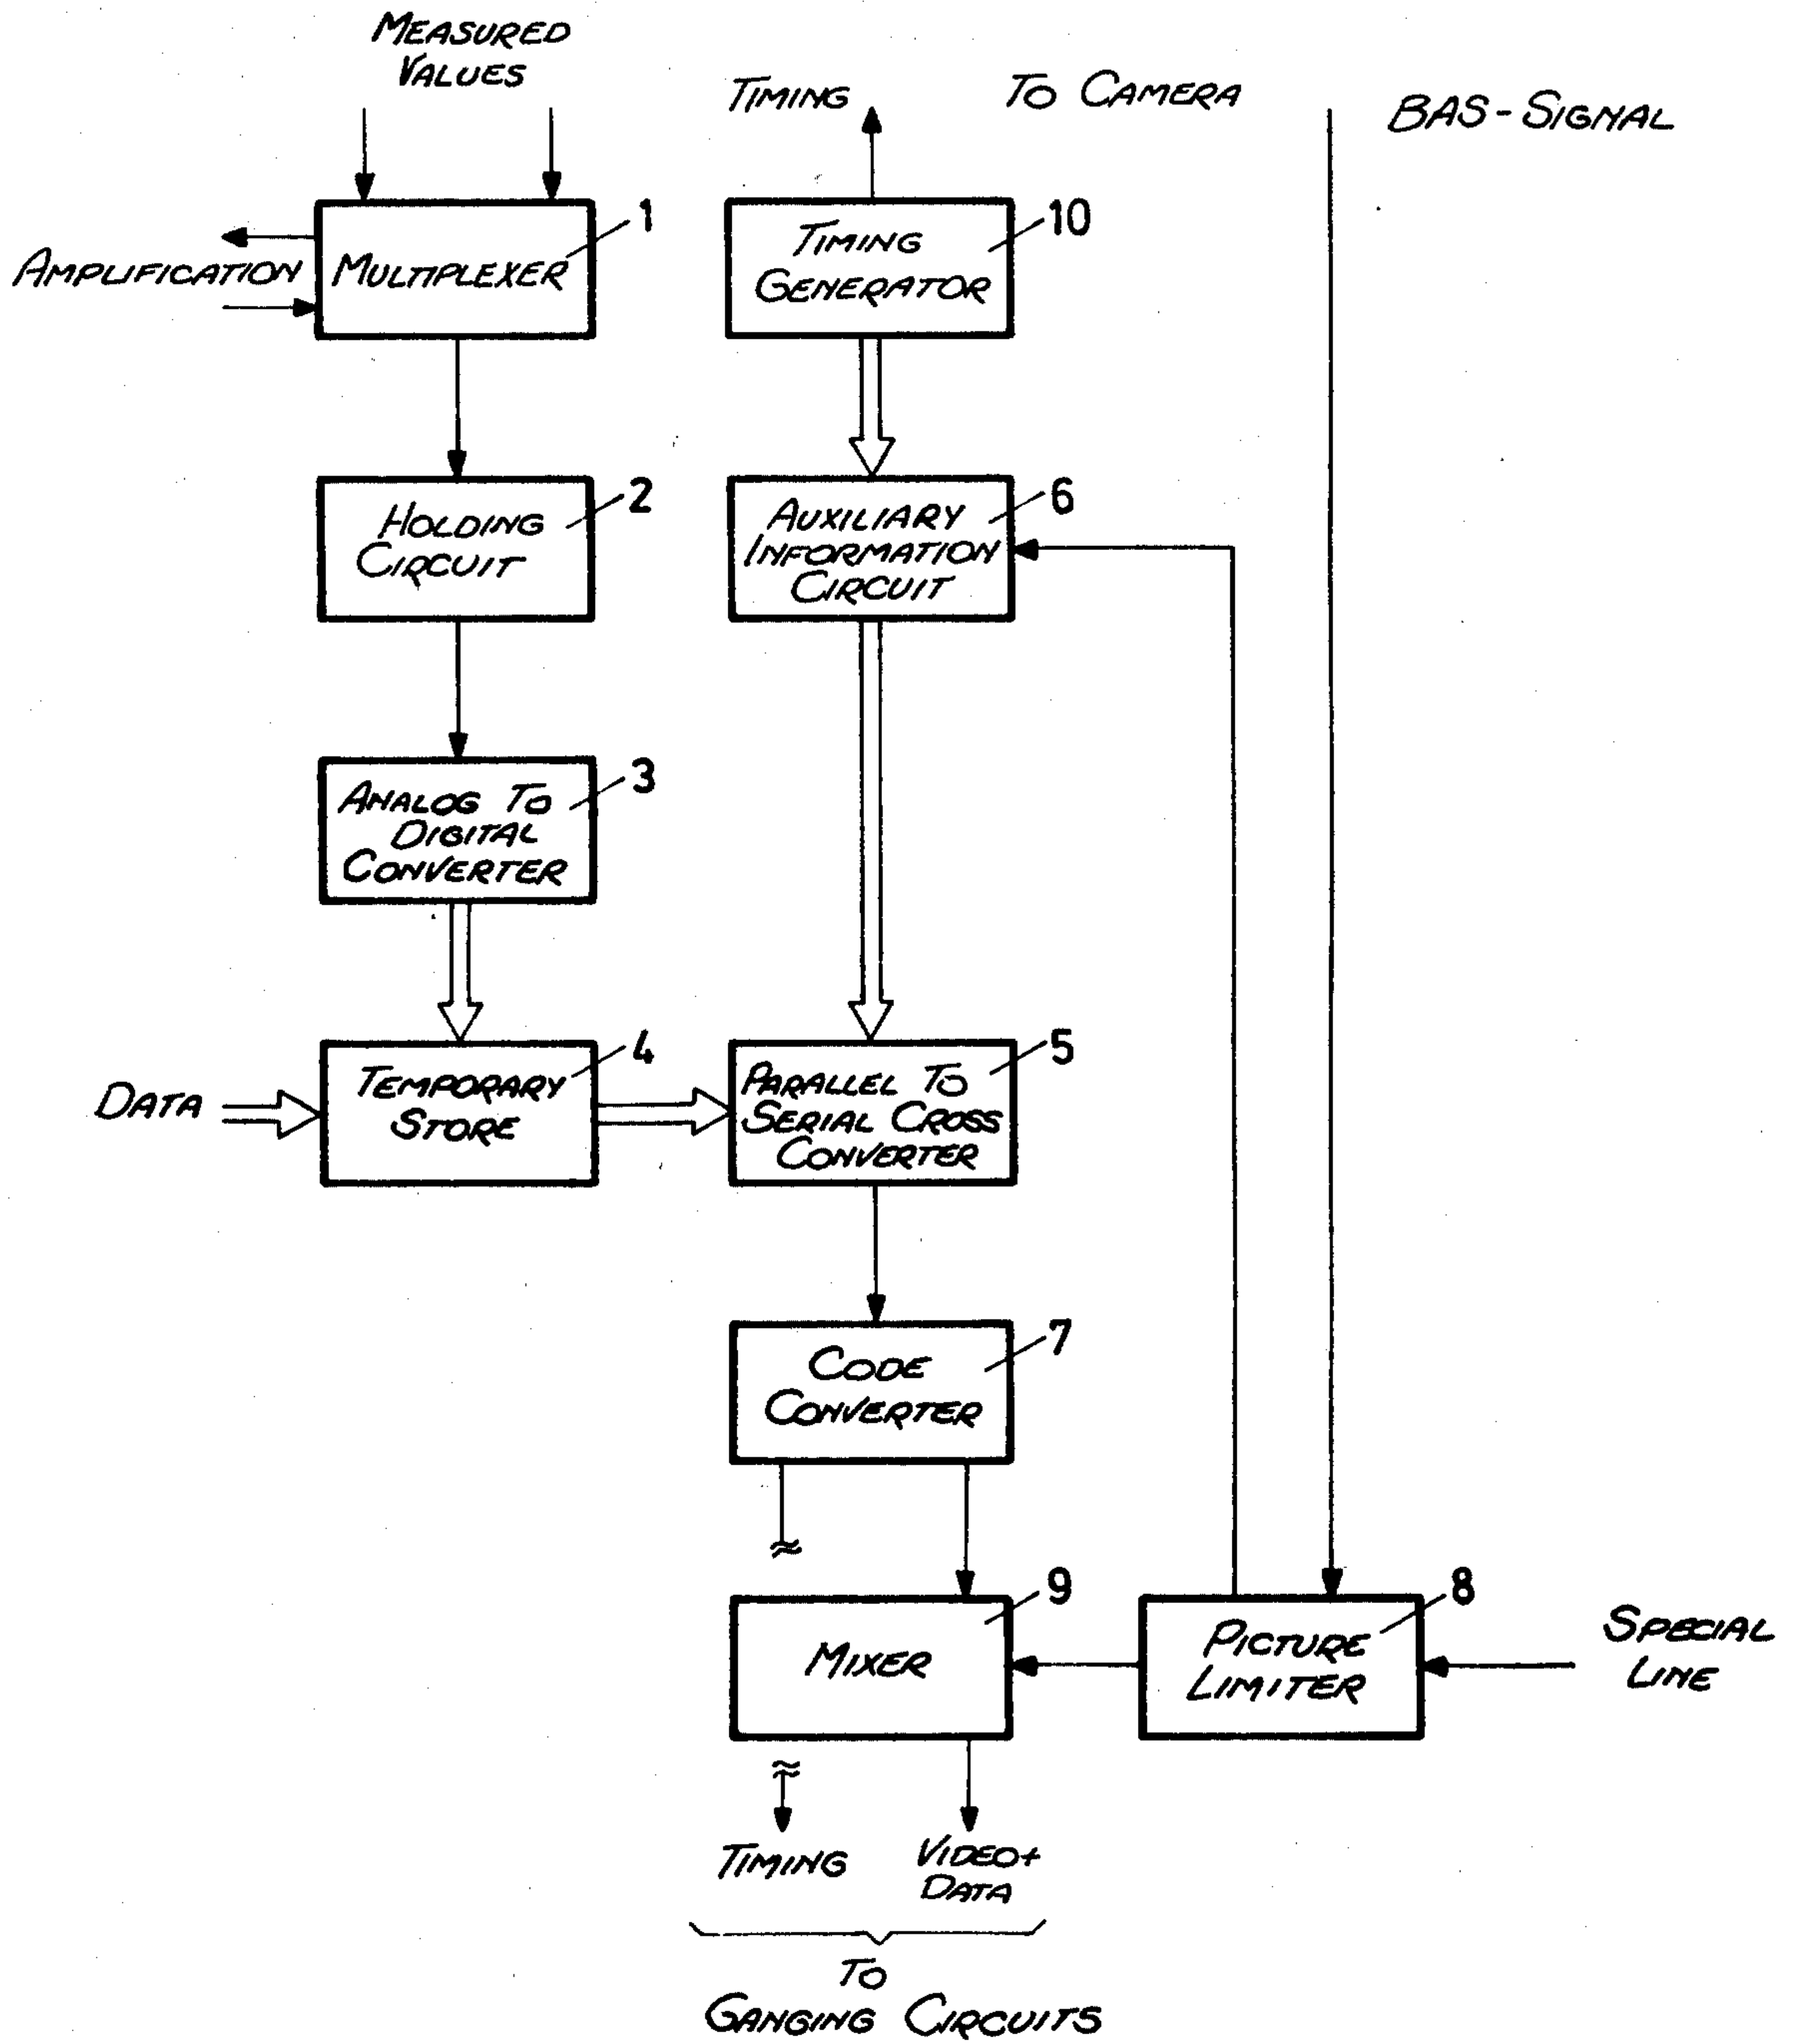 MEASURED
VALUES
TIMING
TO CAMERA
BAS-SIGNAL
1
10
AMPLIFICATION
MULTIPLEXER
TIMING
GENERATOR
2
HOLDING
CIRCUIT
6
AUXILIARY
INFORMATION
CIRCUIT
3
ANALOG TO
DIGITAL
CONVERTER
4
DATA
TEMPORARY
STORE
5
PARALLEL TO
SERIAL CROSS
CONVERTER
7
CODE
CONVERTER
9
MIXER
8
PICTURE
LIMITER
SPECIAL
LINE
TIMING
VIDEO+
DATA
TO
GANGING CIRCUITS